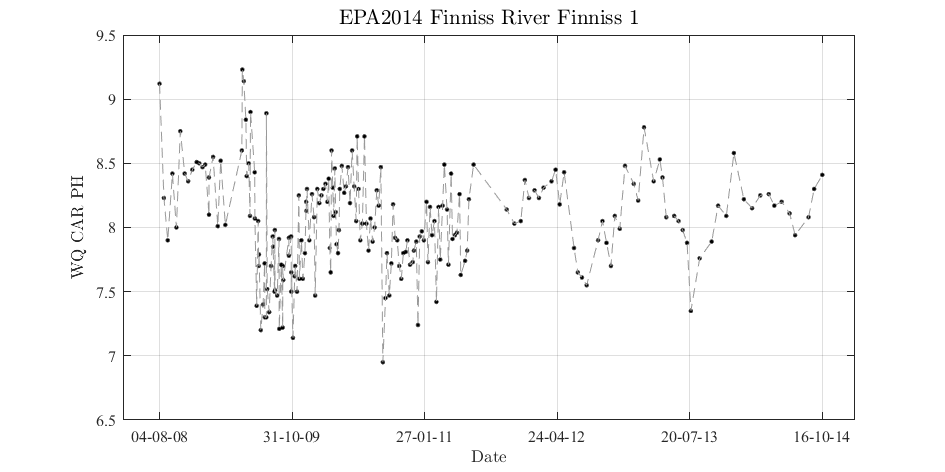 EPA2014 Finniss River Finniss 1
9.5
9
8.5
8
7.5
7
6.5
WQ CAR PH
04-08-08 31-10-09 27-01-11 24-04-12 20-07-13 16-10-14
Date